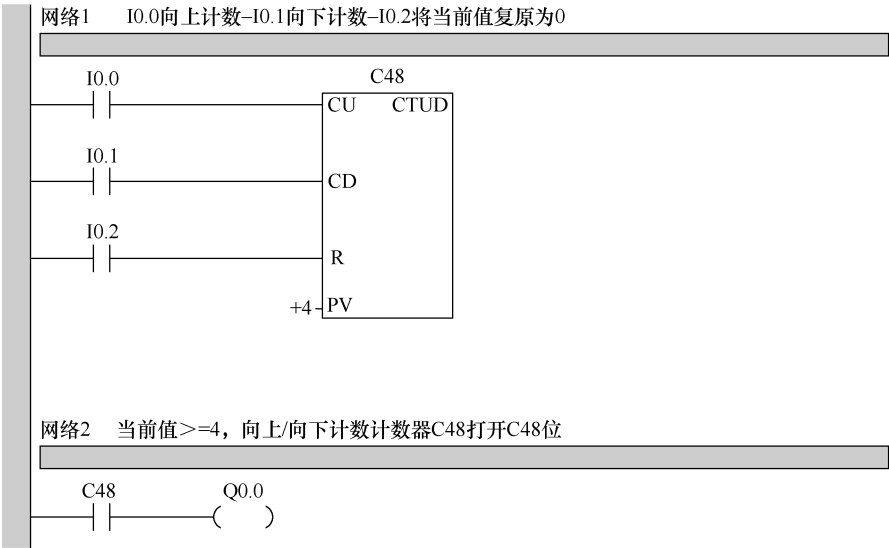 网络1 I0.0向上计数–I0.1向下计数–I0.2将当前值复原为0
I0.0
C48
CU CTUD
I0.1
CD
I0.2
R
+4 PV
网络2 当前值>=4，向上/向下计数计数器C48打开C48位
C48 Q0.0